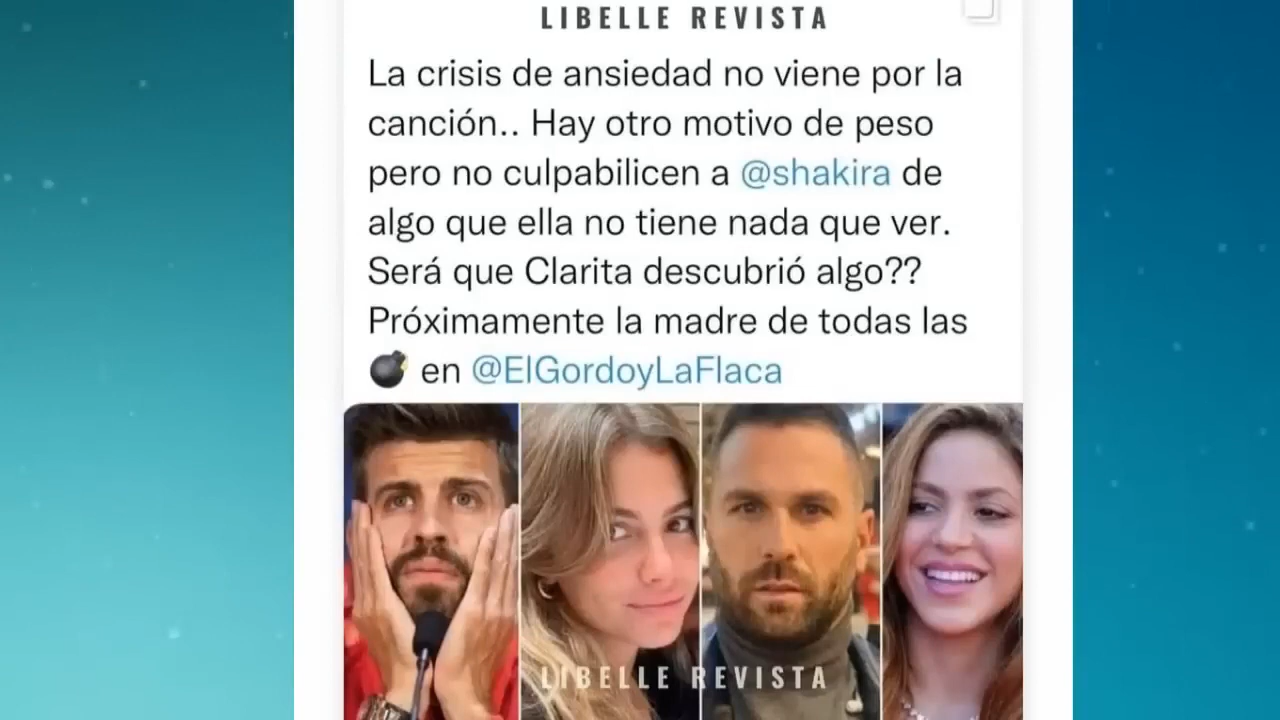 LIBELLE REVISTA
La crisis de ansiedad no viene por la
canción.. Hay otro motivo de peso
pero no culpabilicen a @shakira de
algo que ella no tiene nada que ver.
Será que Clarita descubrió algo??
Próximamente la madre de todas las
💣 en @ElGordoyLaFlaca
LIBELLE REVISTA